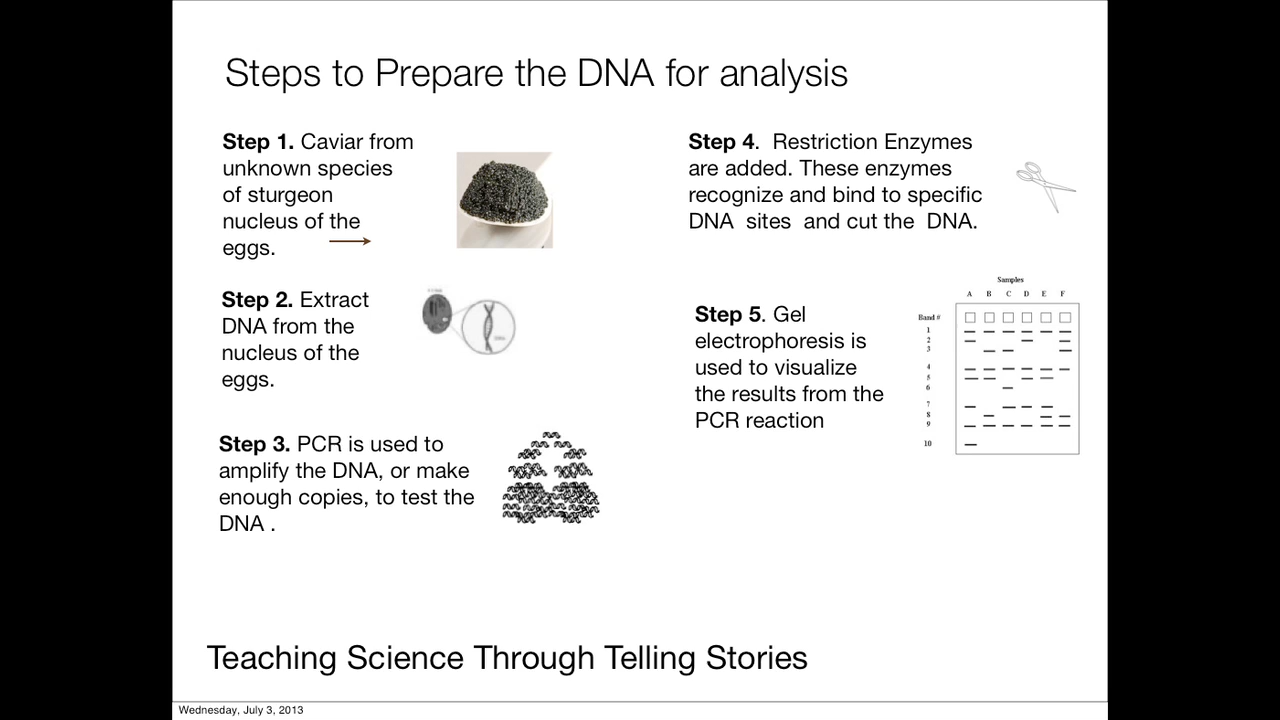 Steps to Prepare the DNA for analysis
Step 1. Caviar from
unknown species
of sturgeon
nucleus of the
eggs.
Step 2. Extract
DNA from the
nucleus of the
eggs.
Step 3. PCR is used to
amplify the DNA, or make
enough copies, to test the
DNA .
Step 4.  Restriction Enzymes
are added. These enzymes
recognize and bind to specific
DNA  sites  and cut the  DNA.
Step 5. Gel
electrophoresis is
used to visualize
the results from the
PCR reaction
Samples
A B C D E F
Band #
1
2
3
4
5
6
7
8
9
10
Teaching Science Through Telling Stories
Wednesday, July 3, 2013